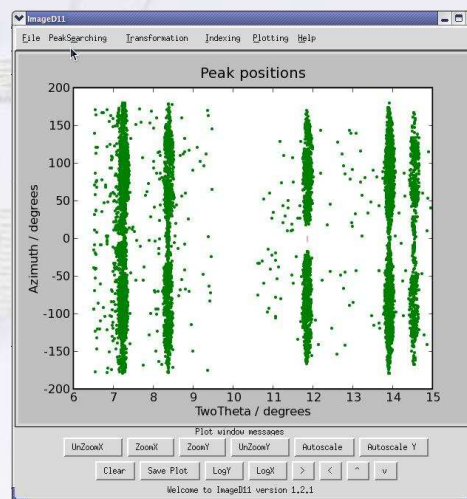 ImageD11
File PeakSearching Transformation Indexing Plotting Help
Peak positions
200
150
100
50
0
-50
-100
-150
-200
Azimuth / degrees
6 7 8 9 10 11 12 13 14 15
TwoTheta / degrees
Plot window messages
UnZoomX ZoomX ZoomY UnZoomY Autoscale Autoscale Y
Clear Save Plot LogY LogX > < ^ v
Welcome to ImageD11 version 1.2.1